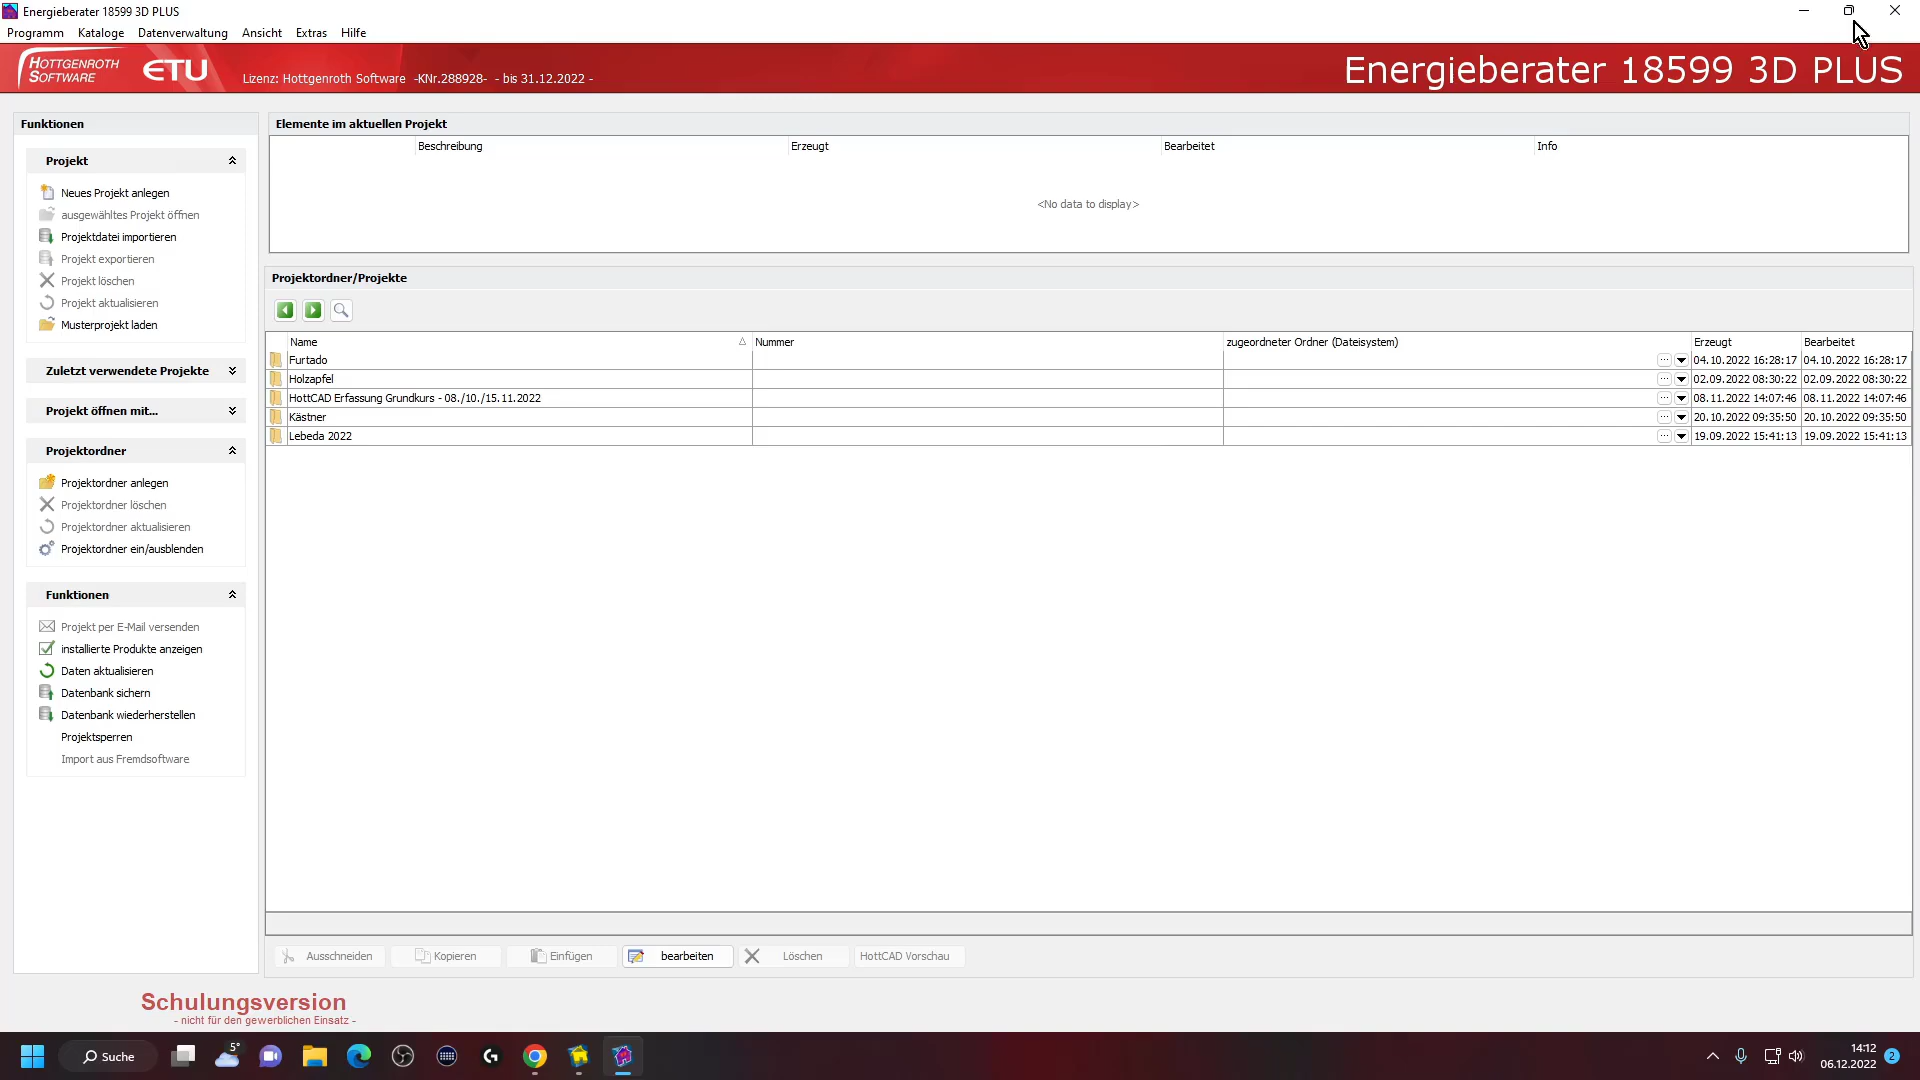 Energieberater 18599 3D PLUS
Programm Kataloge Datenverwaltung Ansicht Extras Hilfe
HOTTGENROTH
SOFTWARE
ETU
Lizenz: Hottgenroth Software -KNr.288928- - bis 31.12.2022 -
Energieberater 18599 3D PLUS
Funktionen
Projekt
Neues Projekt anlegen
ausgewähltes Projekt öffnen
Projektdatei importieren
Projekt exportieren
Projekt löschen
Projekt aktualisieren
Musterprojekt laden
Zuletzt verwendete Projekte
Projekt öffnen mit...
Projektordner
Projektordner anlegen
Projektordner löschen
Projektordner aktualisieren
Projektordner ein/ausblenden
Funktionen
Projekt per E-Mail versenden
installierte Produkte anzeigen
Daten aktualisieren
Datenbank sichern
Datenbank wiederherstellen
Projektsperren
Import aus Fremdsoftware
Elemente im aktuellen Projekt
Beschreibung Erzeugt Bearbeitet Info
<No data to display>
Projektordner/Projekte
Name Nummer zugeordneter Ordner (Dateisystem) Erzeugt Bearbeitet
Furtado ... 04.10.2022 16:28:17 04.10.2022 16:28:17
Holzapfel ... 02.09.2022 08:30:22 02.09.2022 08:30:22
HottCAD Erfassung Grundkurs - 08./10./15.11.2022 ... 08.11.2022 14:07:46 08.11.2022 14:07:46
Kästner ... 20.10.2022 09:35:50 20.10.2022 09:35:50
Lebeda 2022 ... 19.09.2022 15:41:13 19.09.2022 15:41:13
Ausschneiden Kopieren Einfügen bearbeiten Löschen HottCAD Vorschau
Schulungsversion
- nicht für den gewerblichen Einsatz -
Suche
5°
14:12
06.12.2022
2